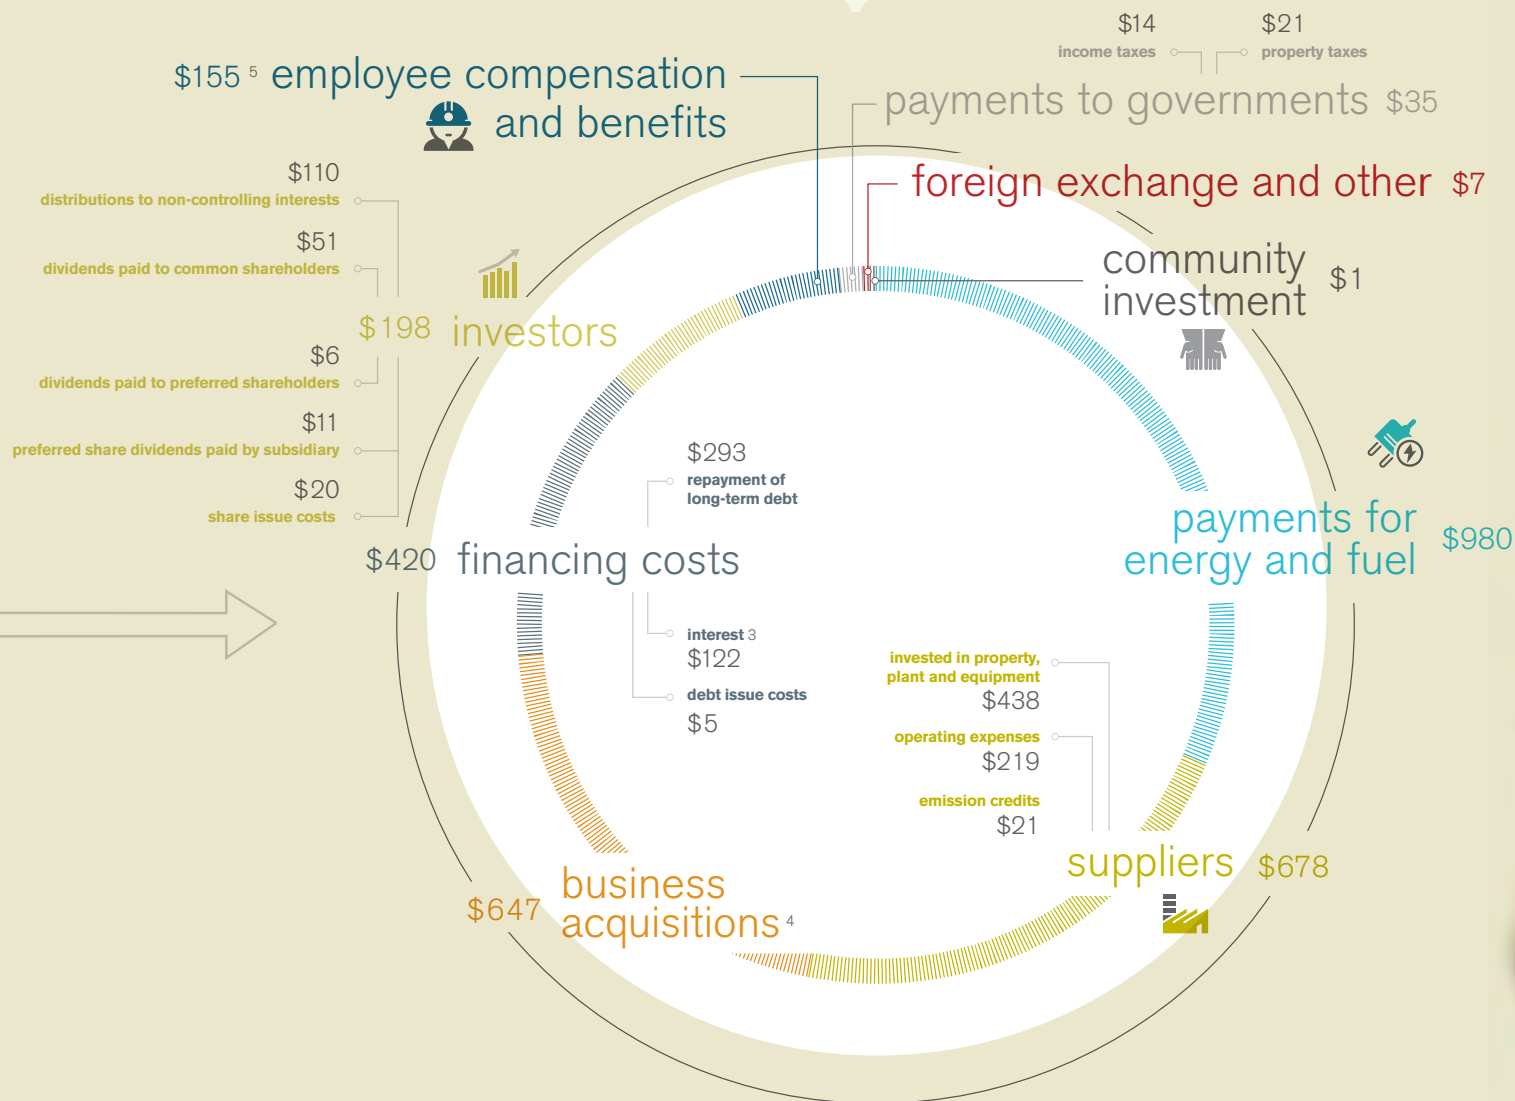 $14
income taxes
$21
property taxes
payments to governments $35
$155 5 employee compensation
and benefits
foreign exchange and other $7
community
investment
$1
$110
distributions to non-controlling interests
$51
dividends paid to common shareholders
$198 investors
$6
dividends paid to preferred shareholders
$11
preferred share dividends paid by subsidiary
$20
share issue costs
$293
repayment of
long-term debt
$420 financing costs
interest 3
$122
debt issue costs
$5
payments for
energy and fuel
$980
invested in property,
plant and equipment
$438
operating expenses
$219
emission credits
$21
suppliers $678
business
acquisitions 4
$647